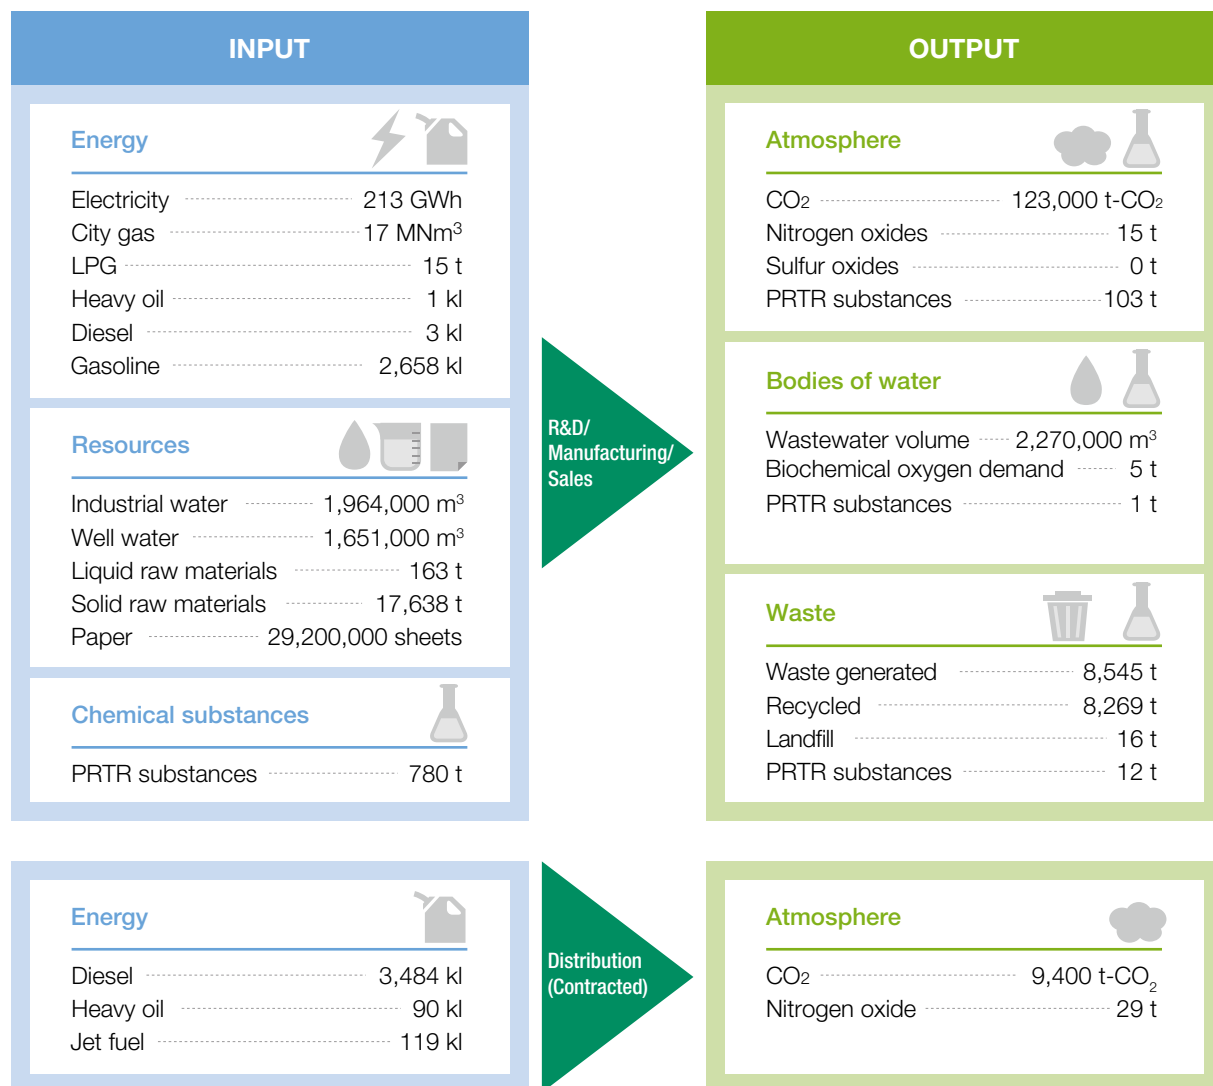 INPUT
Energy
Electricity 213 GWh
City gas 17 MNm³
LPG 15 t
Heavy oil 1 kl
Diesel 3 kl
Gasoline 2,658 kl
Resources
Industrial water 1,964,000 m³
Well water 1,651,000 m³
Liquid raw materials 163 t
Solid raw materials 17,638 t
Paper 29,200,000 sheets
Chemical substances
PRTR substances 780 t
R&D/
Manufacturing/
Sales
OUTPUT
Atmosphere
CO2 123,000 t-CO2
Nitrogen oxides 15 t
Sulfur oxides 0 t
PRTR substances 103 t
Bodies of water
Wastewater volume 2,270,000 m³
Biochemical oxygen demand 5 t
PRTR substances 1 t
Waste
Waste generated 8,545 t
Recycled 8,269 t
Landfill 16 t
PRTR substances 12 t
Energy
Diesel 3,484 kl
Heavy oil 90 kl
Jet fuel 119 kl
Distribution
(Contracted)
Atmosphere
CO2 9,400 t-CO₂
Nitrogen oxide 29 t